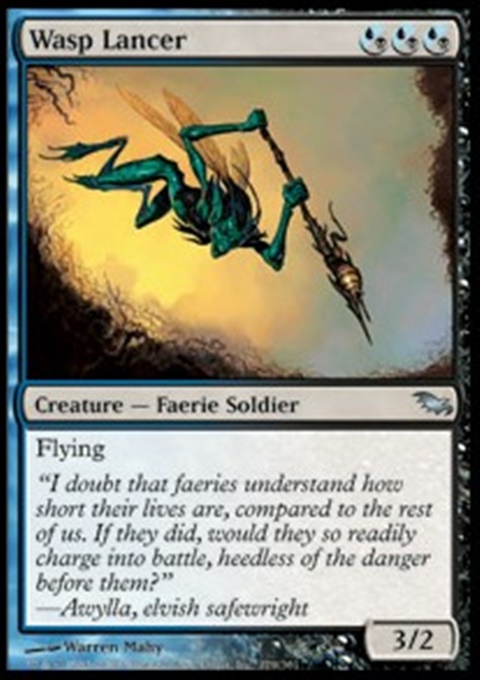 Wasp Lancer
Creature — Faerie Soldier
Flying
“I doubt that faeries understand how
short their lives are, compared to the rest
of us. If they did, would they so readily
charge into battle, heedless of the danger
before them?”
—Awylla, elvish safewright
Warren Mahy
3/2